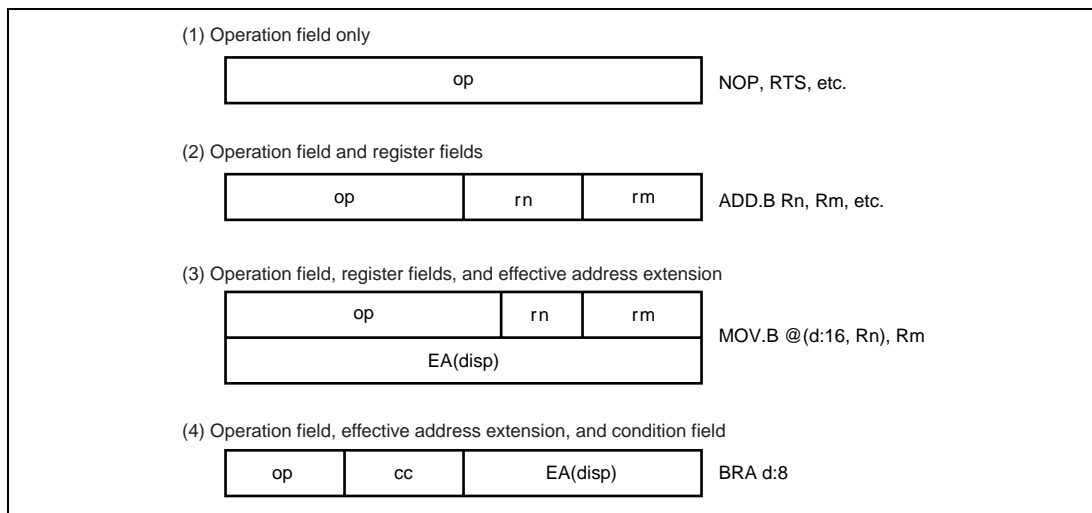 (1) Operation field only
op NOP, RTS, etc.
(2) Operation field and register fields
op rn rm ADD.B Rn, Rm, etc.
(3) Operation field, register fields, and effective address extension
op rn rm
MOV.B @(d:16, Rn), Rm
EA(disp)
(4) Operation field, effective address extension, and condition field
op cc EA(disp) BRA d:8